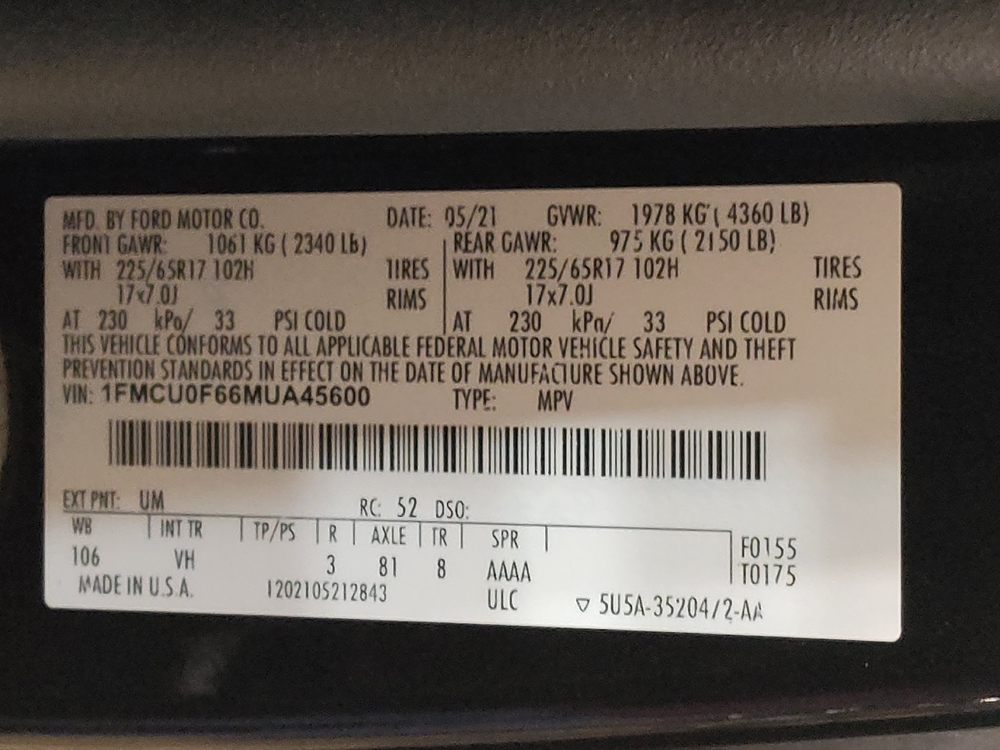 MFD. BY FORD MOTOR CO. DATE: 05/21 GVWR: 1978 KG ( 4360 LB)
FRONT GAWR: 1061 KG ( 2340 Lb) REAR GAWR: 975 KG ( 2150 LB)
WITH 225/65R17 102H TIRES WITH 225/65R17 102H TIRES
17x7.0J RIMS 17x7.0J RIMS
AT 230 kPa/ 33 PSI COLD AT 230 kPa/ 33 PSI COLD
THIS VEHICLE CONFORMS TO ALL APPLICABLE FEDERAL MOTOR VEHICLE SAFETY AND THEFT
PREVENTION STANDARDS IN EFFECT ON THE DATE OF MANUFACTURE SHOWN ABOVE.
VIN: 1FMCU0F66MUA45600 TYPE: MPV
EXT PNT: UM RC: 52 DSO:
WB INT TR TP/PS R AXLE TR SPR F0155
106 VH 3 81 8 AAAA T0175
MADE IN U.S.A. 1202105212843 ULC ▽ 5U5A-35204/2-AA